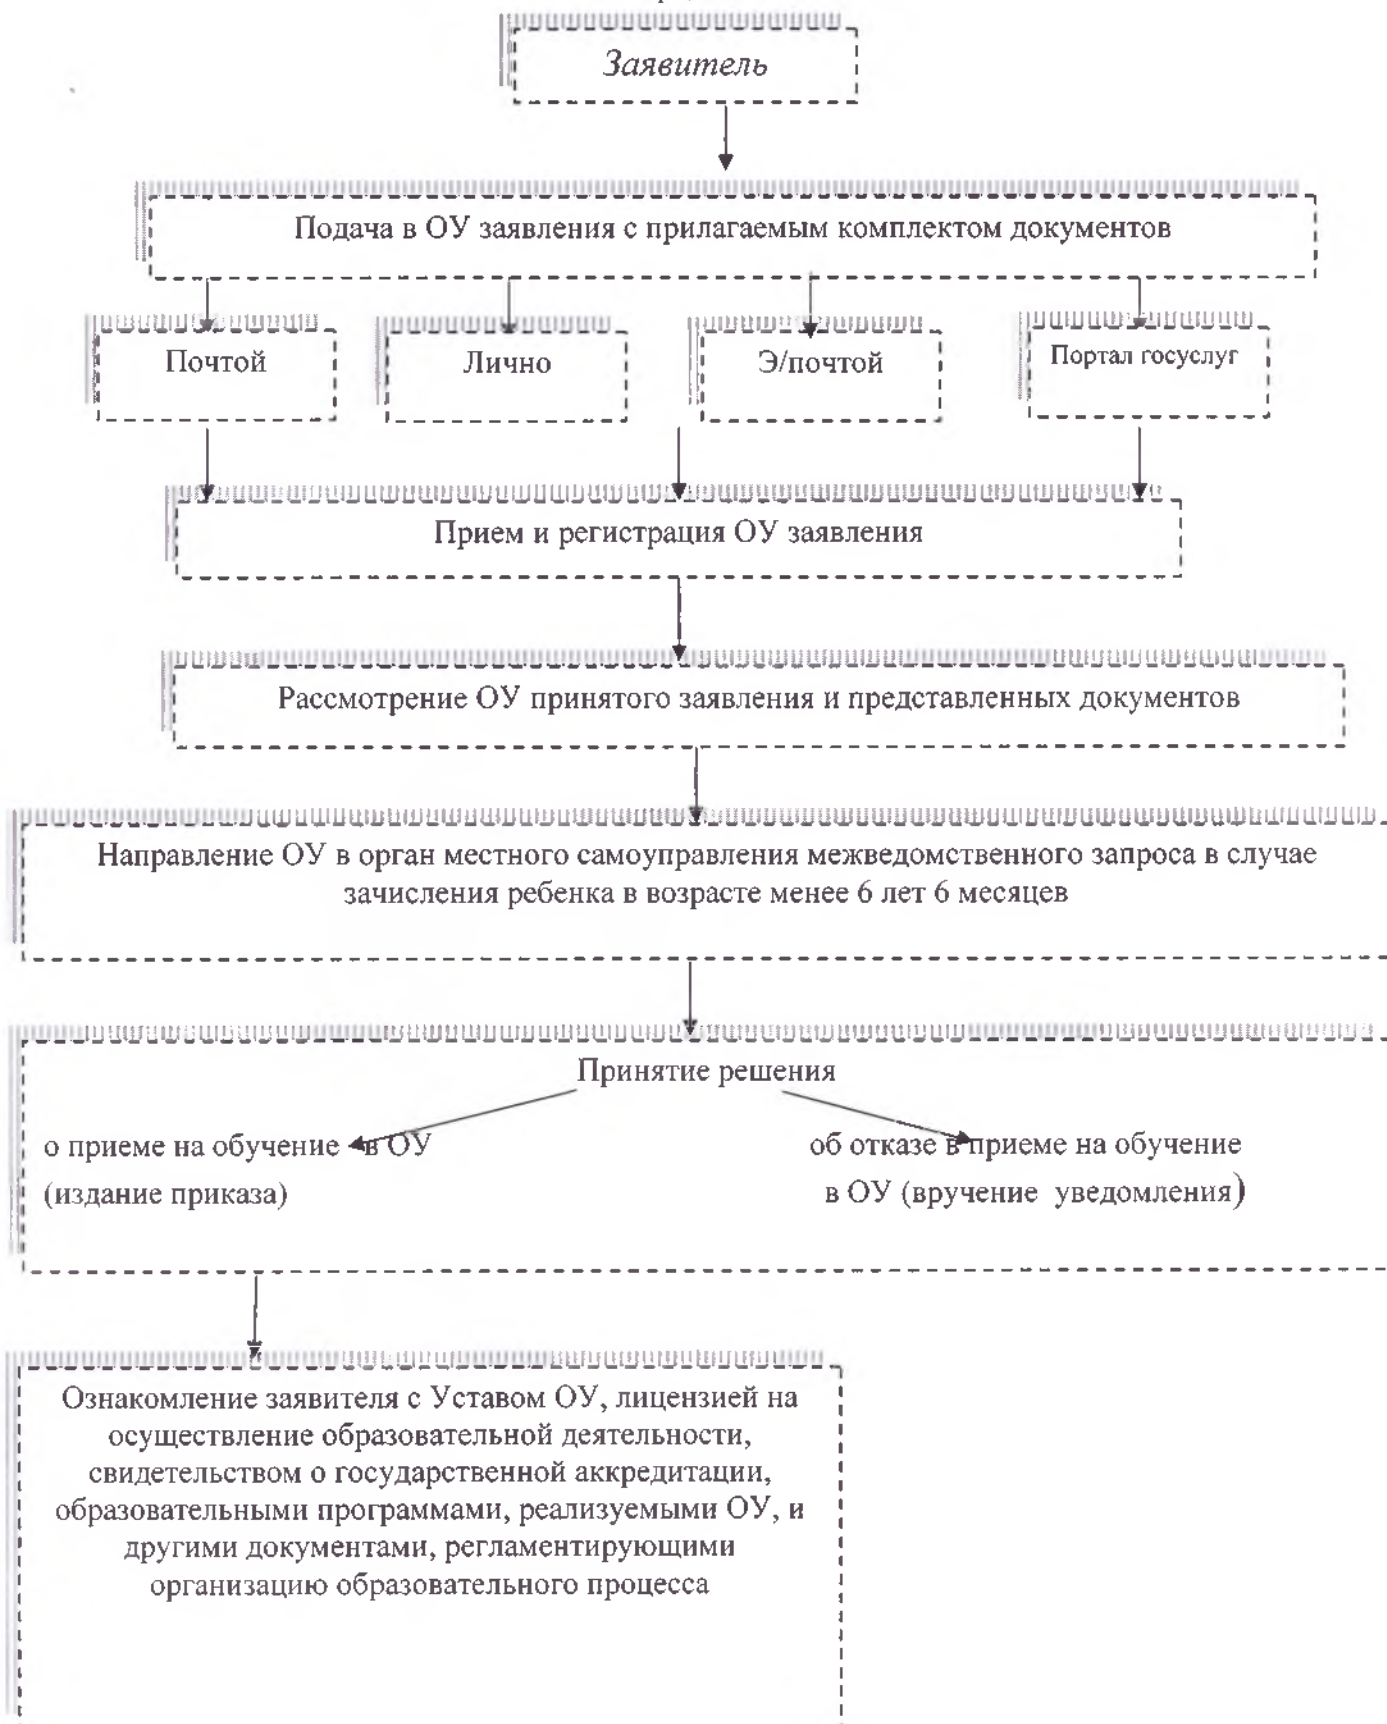 Заявитель
Подача в ОУ заявления с прилагаемым комплектом документов
Почтой
Лично
Э/почтой
Портал госуслуг
Прием и регистрация ОУ заявления
Рассмотрение ОУ принятого заявления и представленных документов
Направление ОУ в орган местного самоуправления межведомственного запроса в случае
зачисления ребенка в возрасте менее 6 лет 6 месяцев
Принятие решения
о приеме на обучение в ОУ
(издание приказа)
об отказе в приеме на обучение
в ОУ (вручение уведомления)
Ознакомление заявителя с Уставом ОУ, лицензией на
осуществление образовательной деятельности,
свидетельством о государственной аккредитации,
образовательными программами, реализуемыми ОУ, и
другими документами, регламентирующими
организацию образовательного процесса